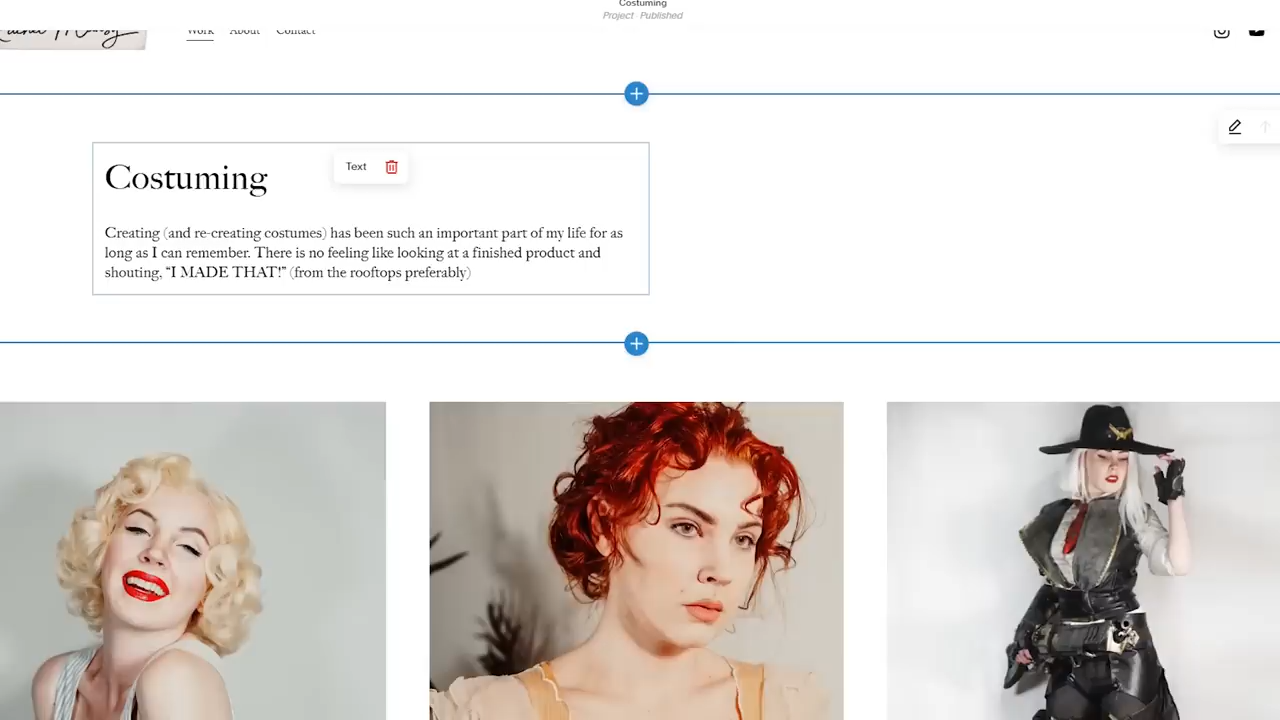 Costuming
Project · Published
Work About Contact
Text
Costuming
Creating (and re-creating costumes) has been such an important part of my life for as
long as I can remember. There is no feeling like looking at a finished product and
shouting, “I MADE THAT!” (from the rooftops preferably)